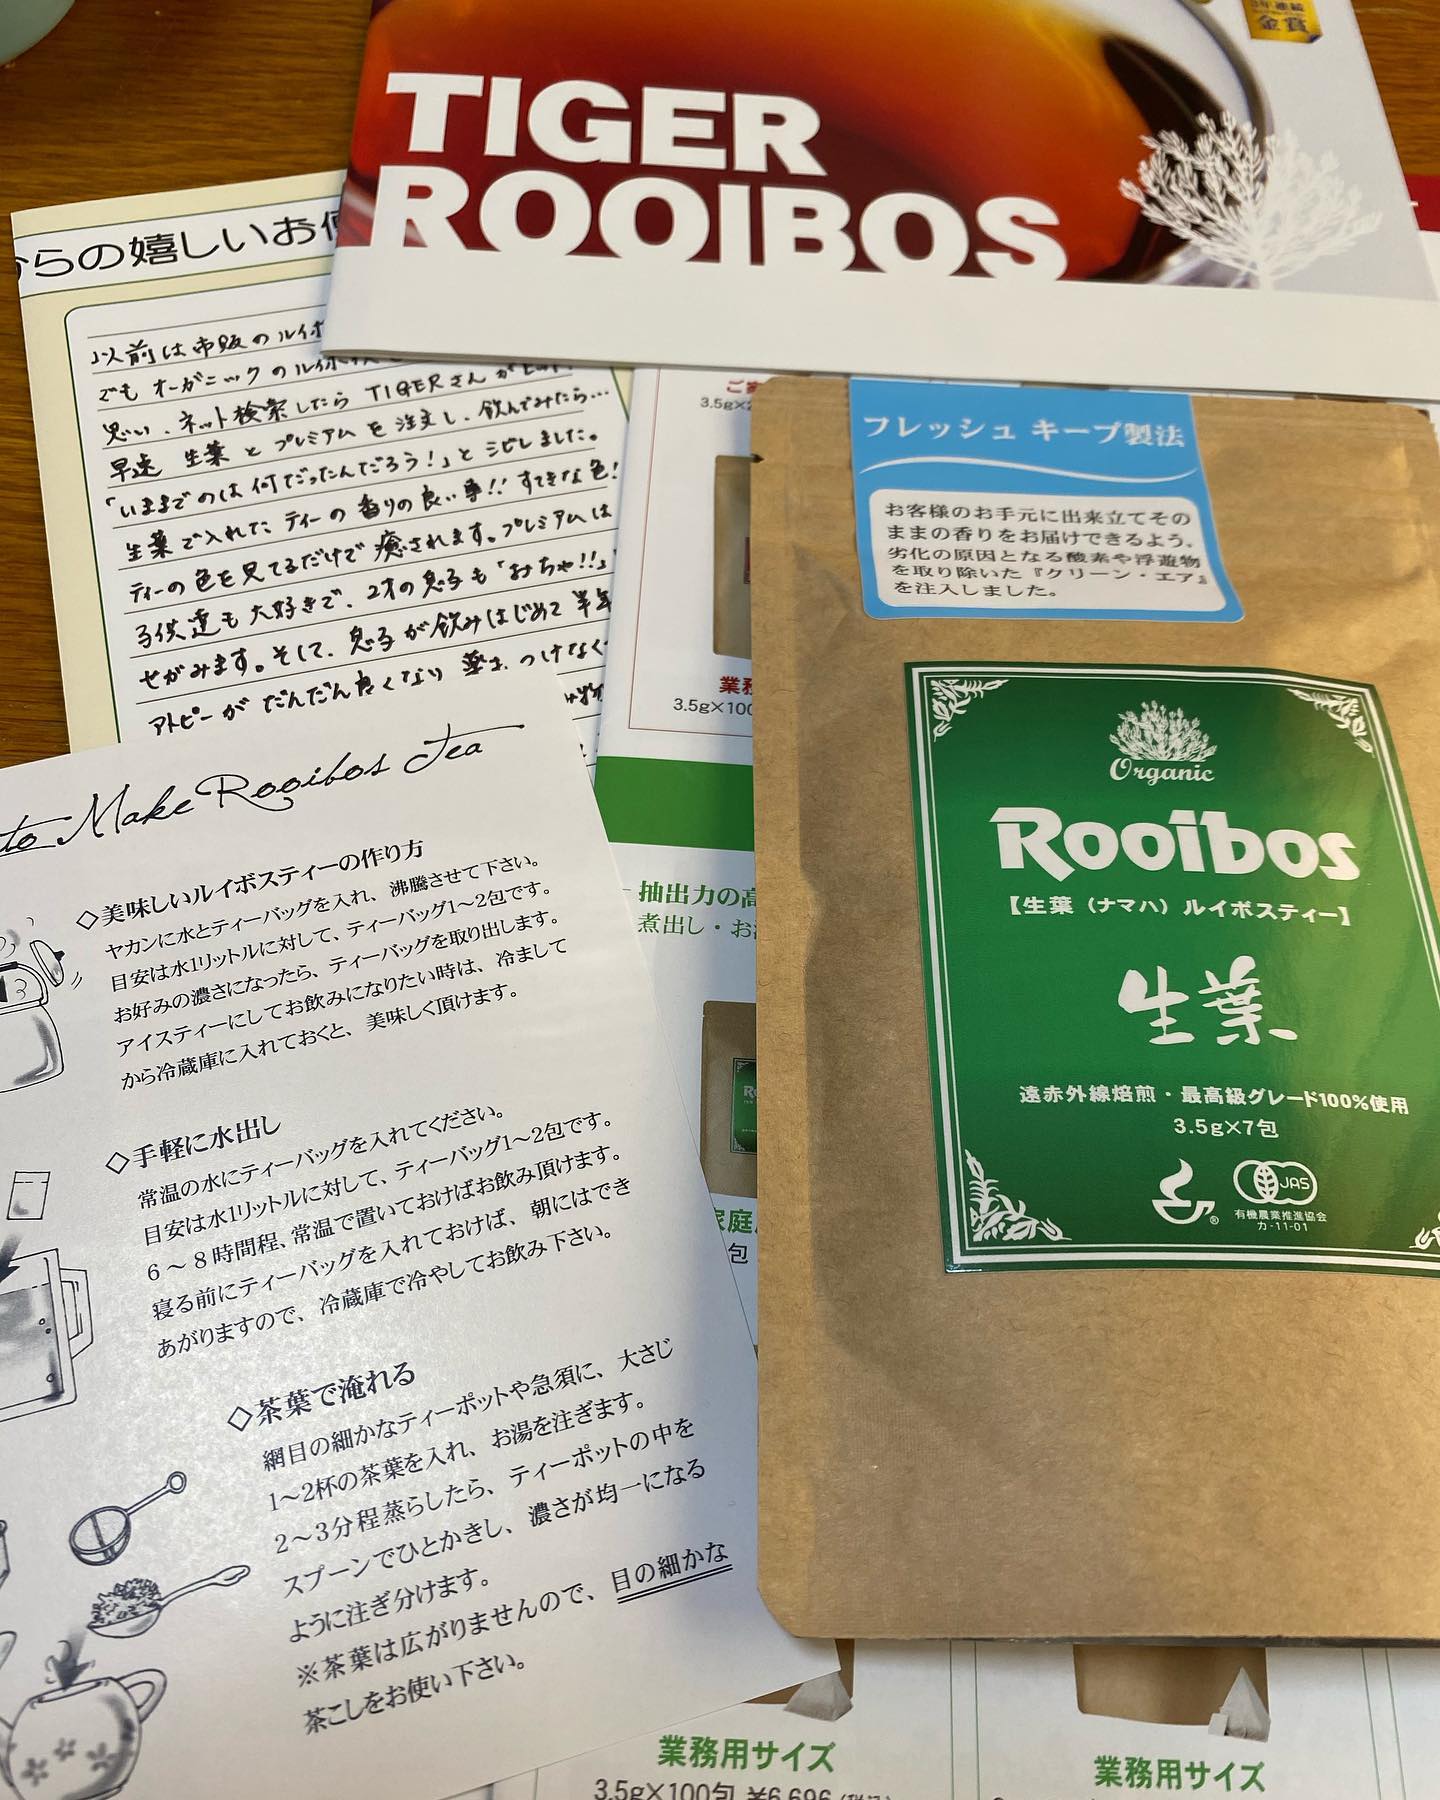 金賞
TIGER
ROOIBOS
らの嬉しいお
以前は市販のルイボ
でも オーガニックのルイボ
思い、ネット検索したら TIGERさんが
早速 生葉 と プレミアム を 注文し、飲んでみたら…
「いままでのは何だったんだろう!」と シビレました。
生葉で入れた ティーの 香りの良い事!! すてきな色!
ティーの色を見てるだけで 癒されます。プレミアムは
子供達も 大好きで、2才の息子も「おちゃ!!」
せがみます。そして、息子が飲みはじめて 半年
アトピーが だんだん良くなり 薬も つけなく
to Make Rooibos Tea
◇美味しいルイボスティーの作り方
ヤカンに水とティーバッグを入れ、沸騰させて下さい。
目安は水1リットルに対して、ティーバッグ1〜2包です。
お好みの濃さになったら、ティーバッグを取り出します。
アイスティーにしてお飲みになりたい時は、冷まして
から冷蔵庫に入れておくと、美味しく頂けます。
◇手軽に水出し
常温の水にティーバッグを入れてください。
目安は水1リットルに対して、ティーバッグ1〜2包です。
6〜8時間程、常温で置いておけばお飲み頂けます。
寝る前にティーバッグを入れておけば、朝にはでき
あがりますので、冷蔵庫で冷やしてお飲み下さい。
◇茶葉で淹れる
網目の細かなティーポットや急須に、大さじ
1〜2杯の茶葉を入れ、お湯を注ぎます。
2〜3分程蒸らしたら、ティーポットの中を
スプーンでひとかきし、濃さが均一になる
ように注ぎ分けます。
※茶葉は広がりませんので、目の細かな
茶こしをお使い下さい。
3.5g×
業務
3.5g×100
抽出力の高
煮出し・お
家庭
包
フレッシュ キープ製法
お客様のお手元に出来立てその
ままの香りをお届けできるよう、
劣化の原因となる酸素や浮遊物
を取り除いた『クリーン・エア』
を注入しました。
Organic
Rooibos
【生葉（ナマハ）ルイボスティー】
生葉
遠赤外線焙煎・最高級グレード100%使用
3.5g×7包
JAS
有機農業推進協会
カ-11-01
業務用サイズ
3.5g×100包 ¥6,696
業務用サイズ